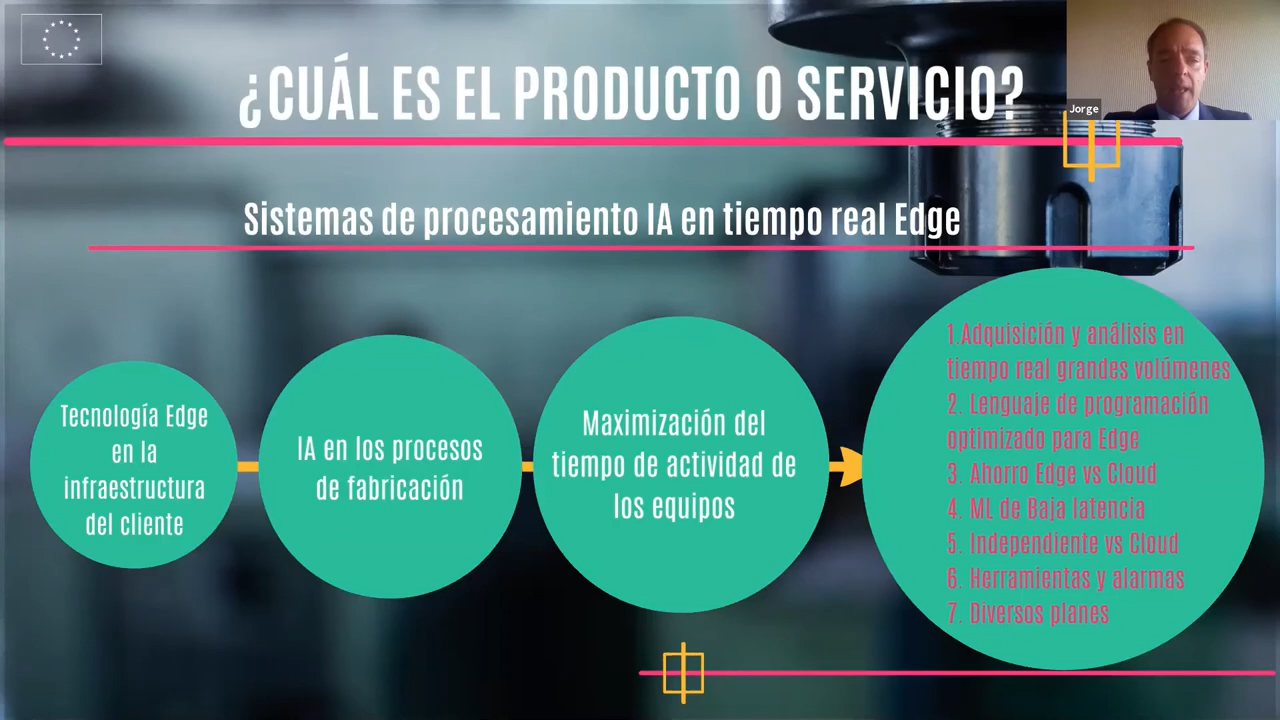 ¿CUÁL ES EL PRODUCTO O SERVICIO?
Jorge
Sistemas de procesamiento IA en tiempo real Edge
Tecnología Edge
en la
infraestructura
del cliente
IA en los procesos
de fabricación
Maximización del
tiempo de actividad de
los equipos
1.Adquisición y análisis en
tiempo real grandes volúmenes
2. Lenguaje de programación
optimizado para Edge
3. Ahorro Edge vs Cloud
4. ML de Baja latencia
5. Independiente vs Cloud
6. Herramientas y alarmas
7. Diversos planes